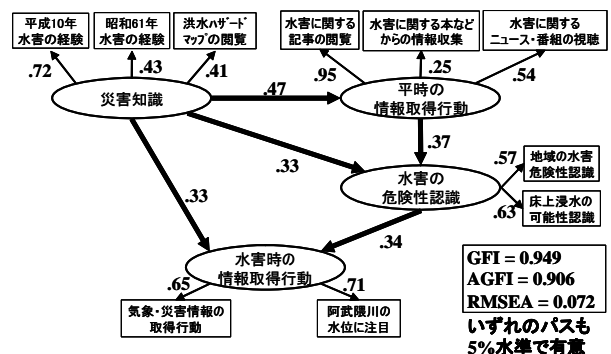 平成10年
水害の経験
昭和61年
水害の経験
洪水ハザード
マップの閲覧
水害に関する
記事の閲覧
水害に関する本など
からの情報収集
水害に関する
ニュース・番組の視聴
.72
.43
.41
.95
.25
.54
災害知識
.47
平時の
情報取得行動
.33
.33
.37
水害の
危険性認識
.57
地域の水害
危険性認識
.63
床上浸水の
可能性認識
.34
水害時の
情報取得行動
.65
.71
気象・災害情報の
取得行動
阿武隈川の
水位に注目
GFI = 0.949
AGFI = 0.906
RMSEA = 0.072
いずれのパスも
5%水準で有意